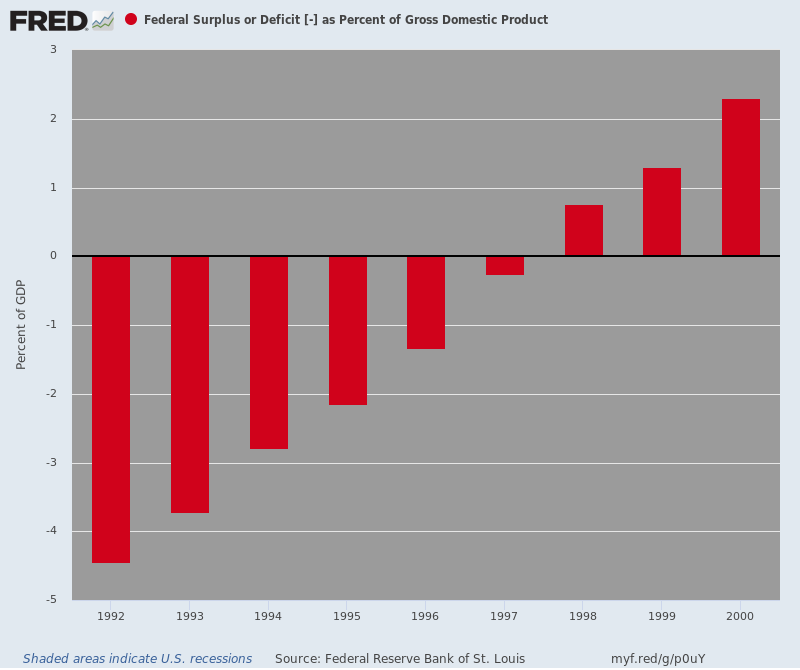 FRED Federal Surplus or Deficit [-] as Percent of Gross Domestic Product
3
2
1
0
-1
-2
-3
-4
-5
Percent of GDP
1992 1993 1994 1995 1996 1997 1998 1999 2000
Shaded areas indicate U.S. recessions Source: Federal Reserve Bank of St. Louis myf.red/g/p0uY